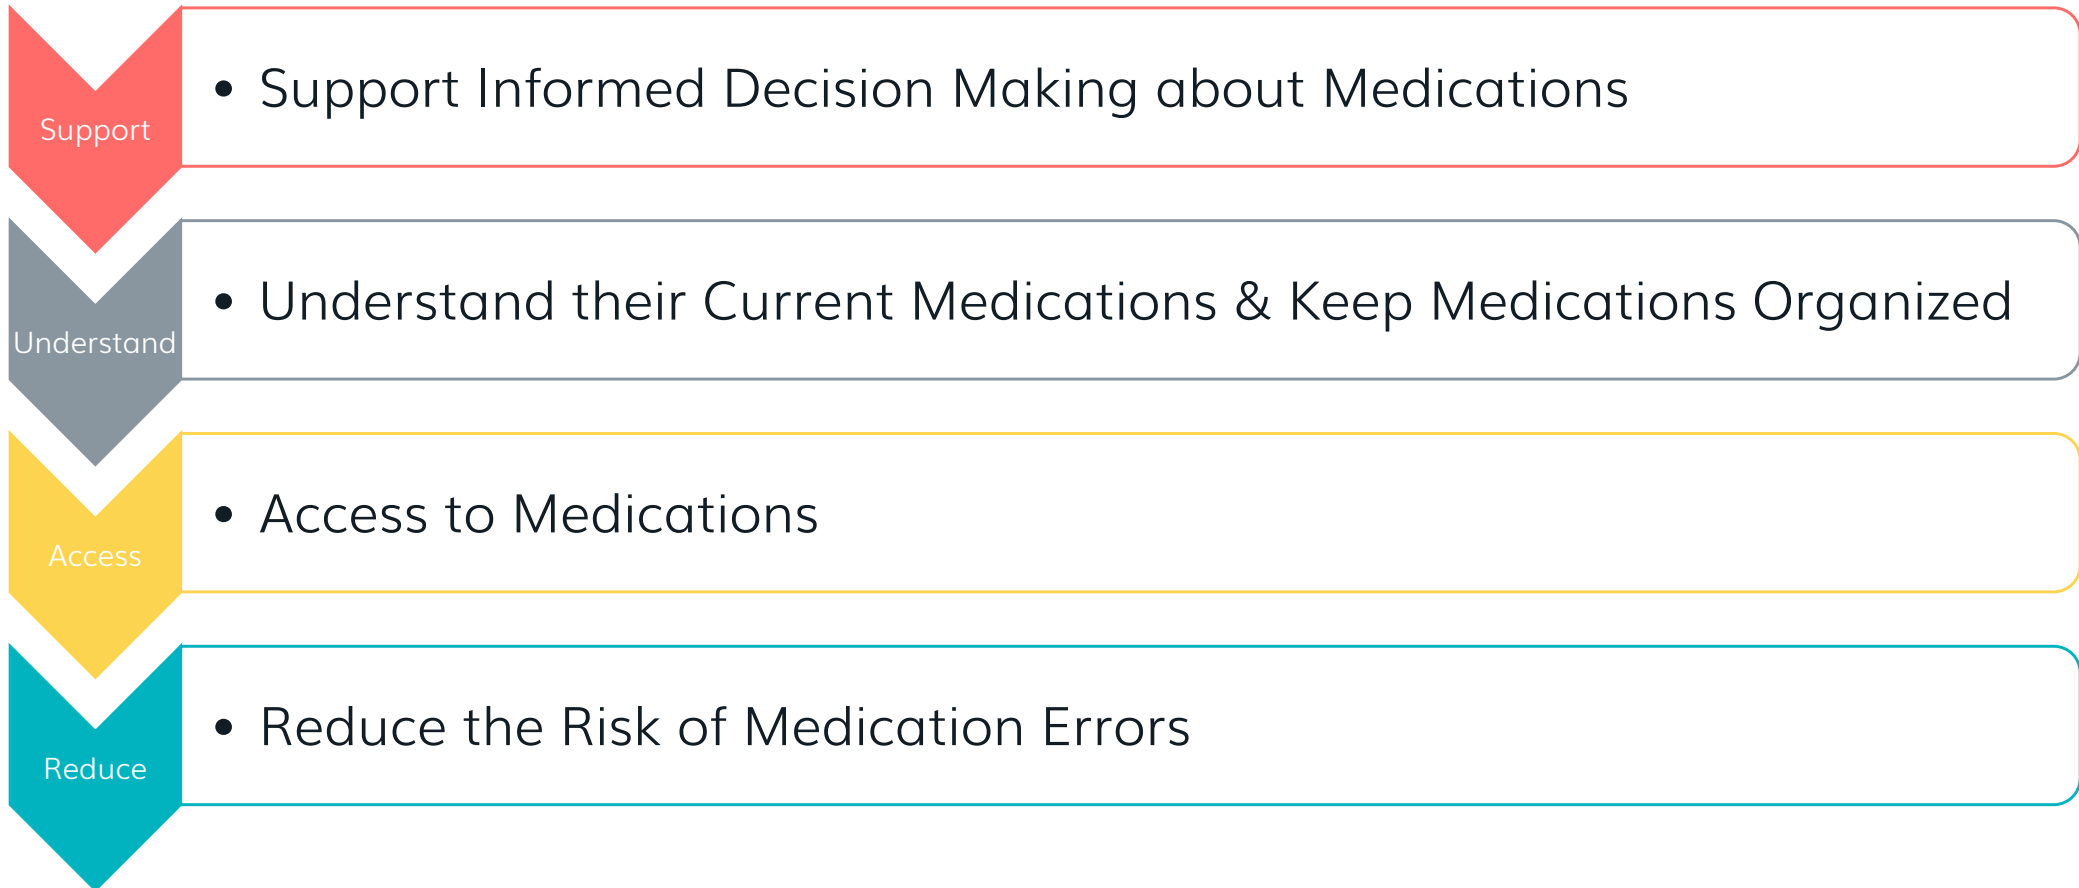 Support
• Support Informed Decision Making about Medications
Understand
• Understand their Current Medications & Keep Medications Organized
Access
• Access to Medications
Reduce
• Reduce the Risk of Medication Errors